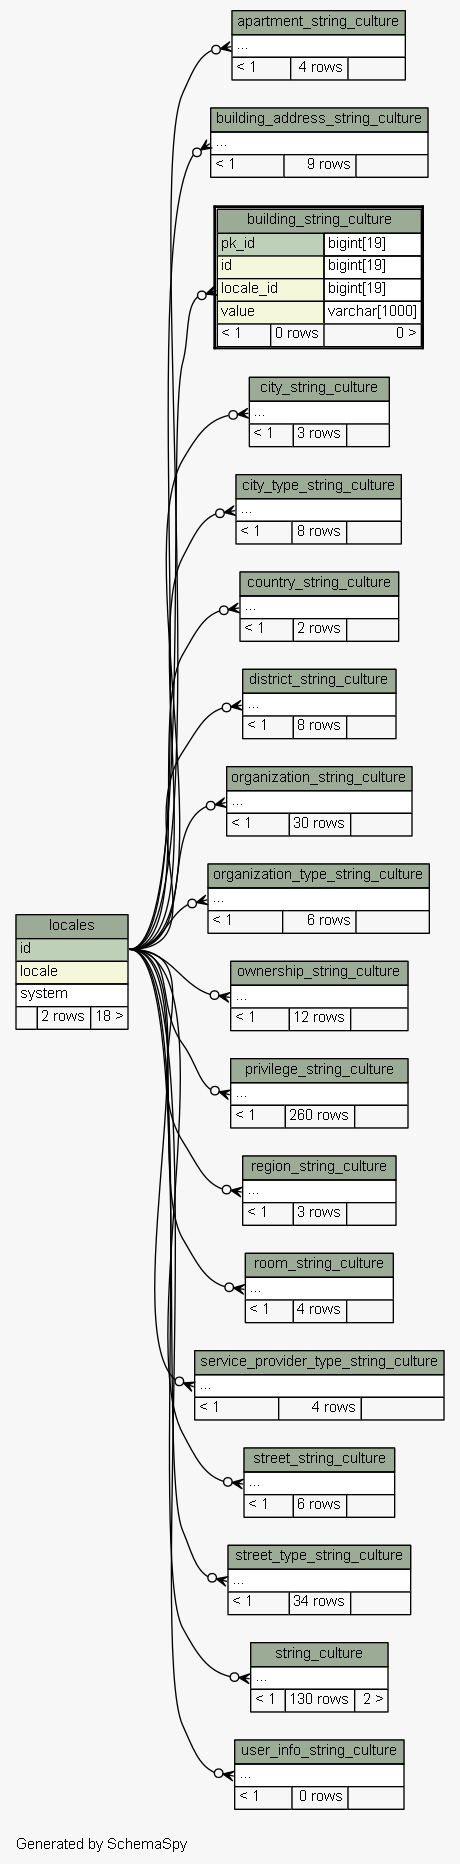 apartment_string_culture
...
< 1 4 rows
building_address_string_culture
...
< 1 9 rows
building_string_culture
pk_id bigint[19]
id bigint[19]
locale_id bigint[19]
value varchar[1000]
< 1 0 rows 0 >
city_string_culture
...
< 1 3 rows
city_type_string_culture
...
< 1 8 rows
country_string_culture
...
< 1 2 rows
district_string_culture
...
< 1 8 rows
organization_string_culture
...
< 1 30 rows
organization_type_string_culture
...
< 1 6 rows
locales
id
locale
system
2 rows 18 >
ownership_string_culture
...
< 1 12 rows
privilege_string_culture
...
< 1 260 rows
region_string_culture
...
< 1 3 rows
room_string_culture
...
< 1 4 rows
service_provider_type_string_culture
...
< 1 4 rows
street_string_culture
...
< 1 6 rows
street_type_string_culture
...
< 1 34 rows
string_culture
...
< 1 130 rows 2 >
user_info_string_culture
...
< 1 0 rows
Generated by SchemaSpy